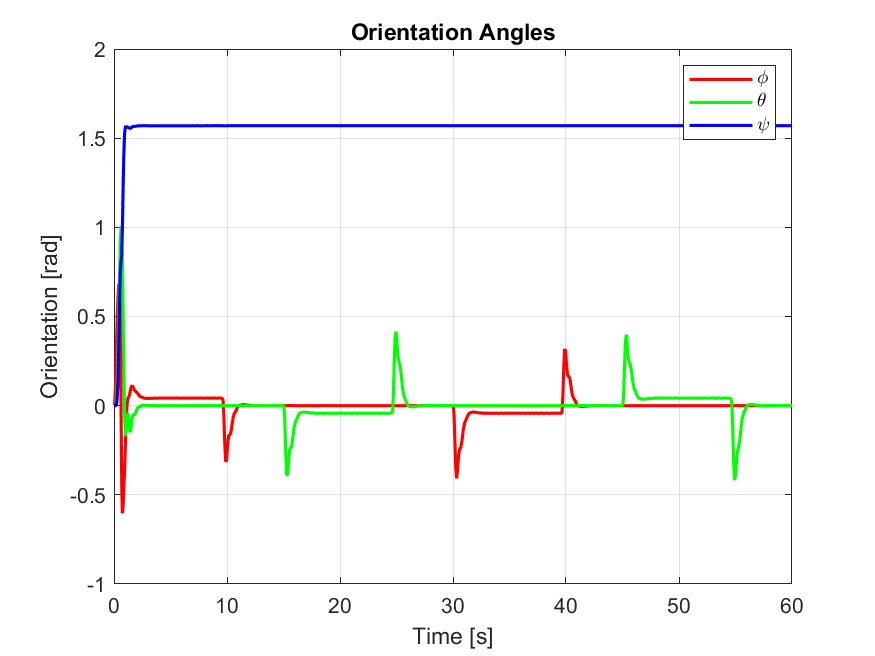 Orientation Angles
ϕ
θ
ψ
2
1.5
1
0.5
0
-0.5
-1
Orientation [rad]
0 10 20 30 40 50 60
Time [s]